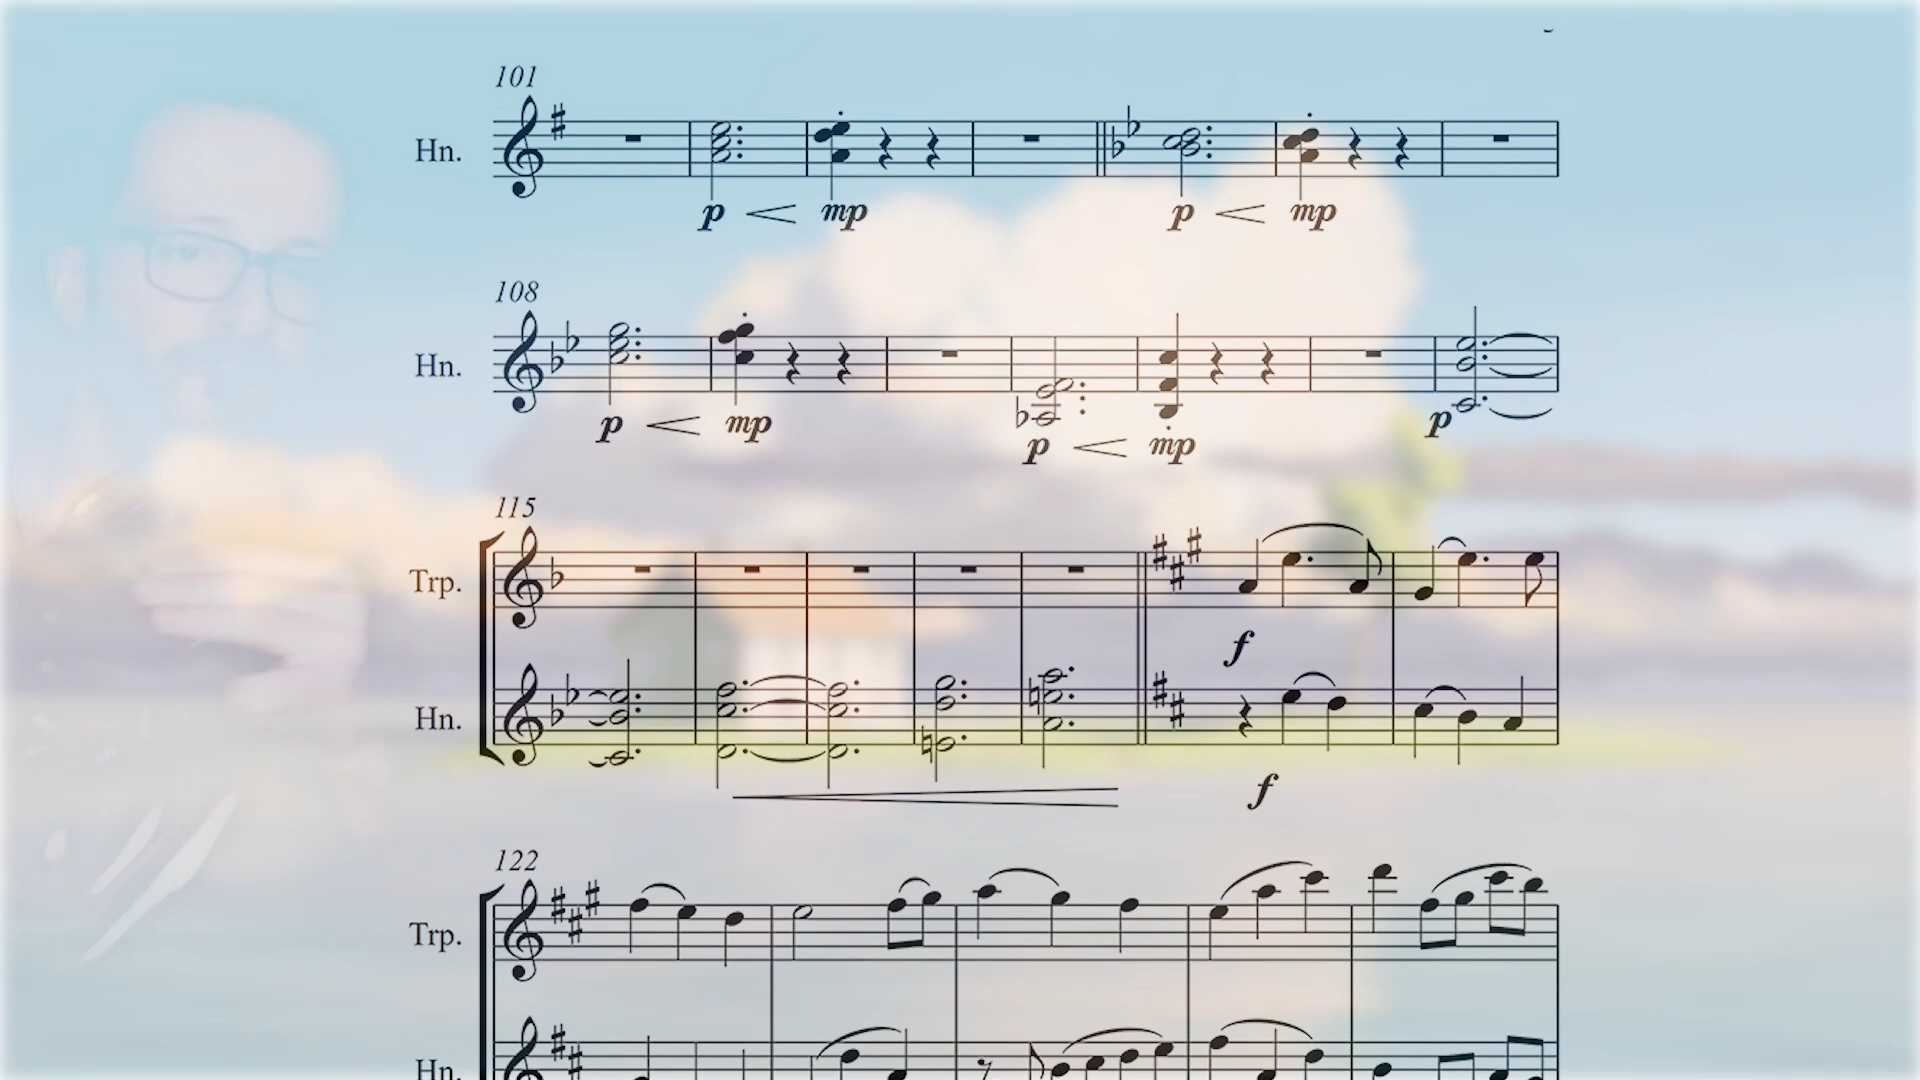 101
Hn.
p mp p mp
108
Hn.
p mp p mp p
115
Trp.
f
Hn.
f
122
Trp.
Hn.